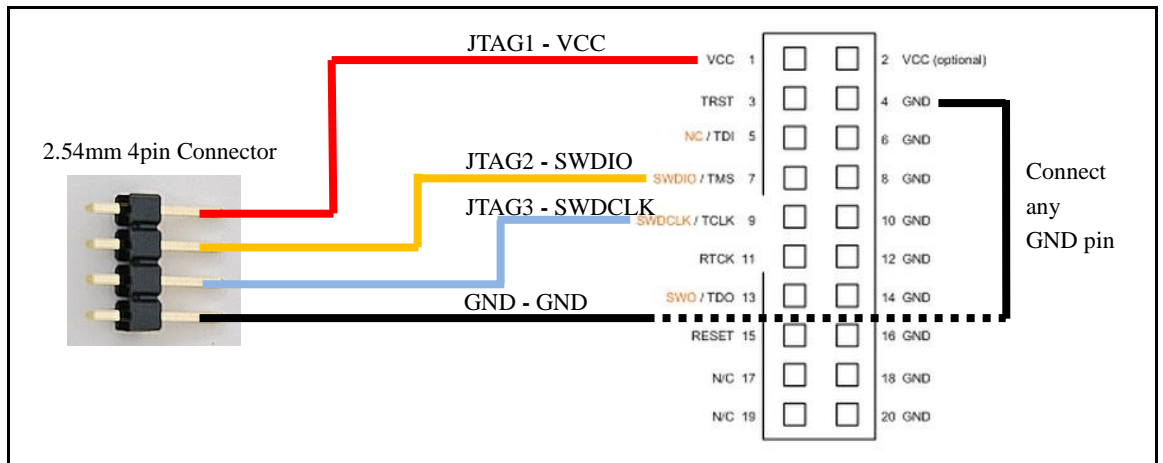 JTAG1 - VCC
VCC 1
2 VCC (optional)
TRST 3
4 GND
NC / TDI 5
6 GND
2.54mm 4pin Connector
JTAG2 - SWDIO
SWDIO / TMS 7
8 GND
Connect
any
GND pin
JTAG3 - SWDCLK
SWDCLK / TCLK 9
10 GND
RTCK 11
12 GND
GND - GND
SWO / TDO 13
14 GND
RESET 15
16 GND
N/C 17
18 GND
N/C 19
20 GND